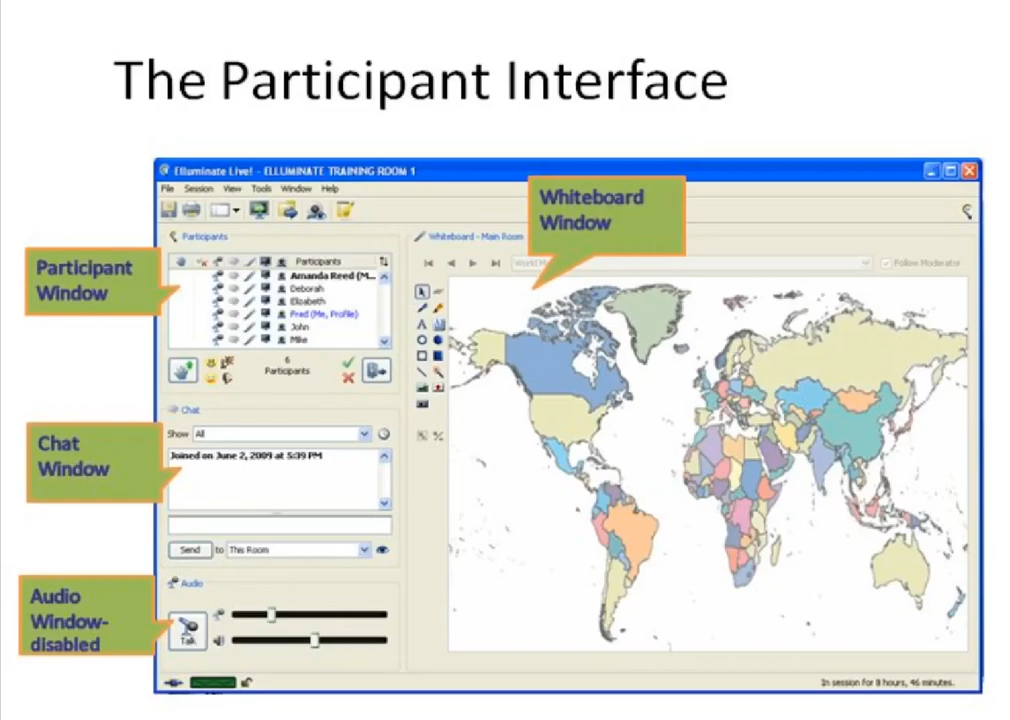 The Participant Interface
Elluminate Live! - ELLUMINATE TRAINING ROOM 1
File Session View Tools Window Help
Whiteboard
Window
Participants
Whiteboard - Main Room
Participant
Window
Participants
Follow Moderator
Amanda Reed (M...
Deborah
Elizabeth
Fred (Me, Profile)
John
Mike
6
Participants
Chat
Chat
Window
Show All
Joined on June 2, 2009 at 5:39 PM
Send to This Room
Audio
Audio
Window-
disabled
Talk
In session for 8 hours, 46 minutes.